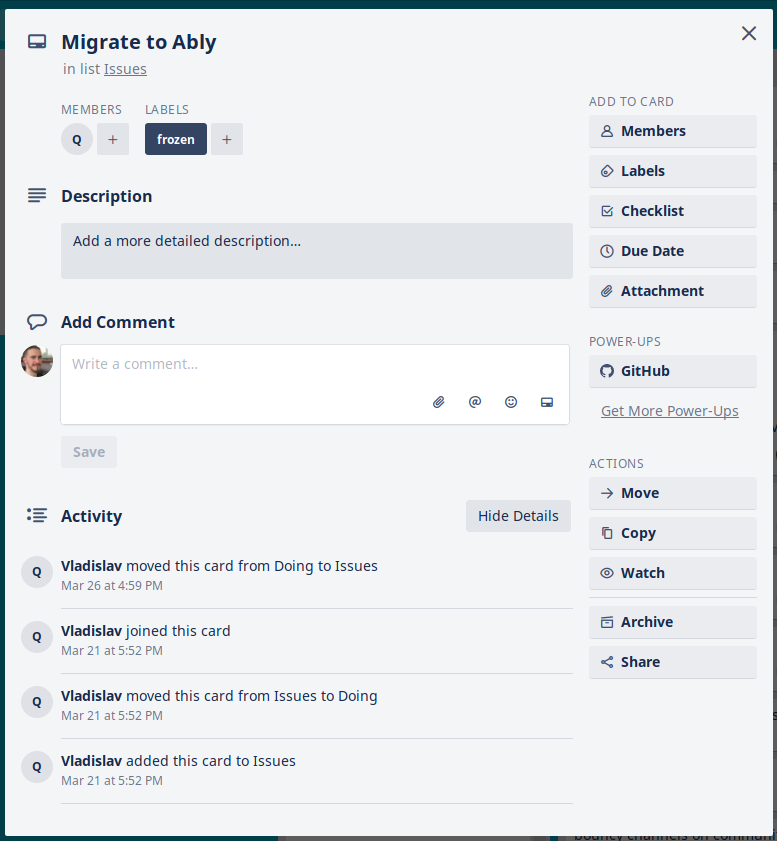 Migrate to Ably
in list Issues
MEMBERS
LABELS
Q
+
frozen
+
Description
Add a more detailed description…
Add Comment
Write a comment…
@
Save
Activity
Hide Details
Q
Vladislav moved this card from Doing to Issues
Mar 26 at 4:59 PM
Q
Vladislav joined this card
Mar 21 at 5:52 PM
Q
Vladislav moved this card from Issues to Doing
Mar 21 at 5:52 PM
Q
Vladislav added this card to Issues
Mar 21 at 5:52 PM
ADD TO CARD
Members
Labels
Checklist
Due Date
Attachment
POWER-UPS
GitHub
Get More Power-Ups
ACTIONS
Move
Copy
Watch
Archive
Share
bouncy channels on